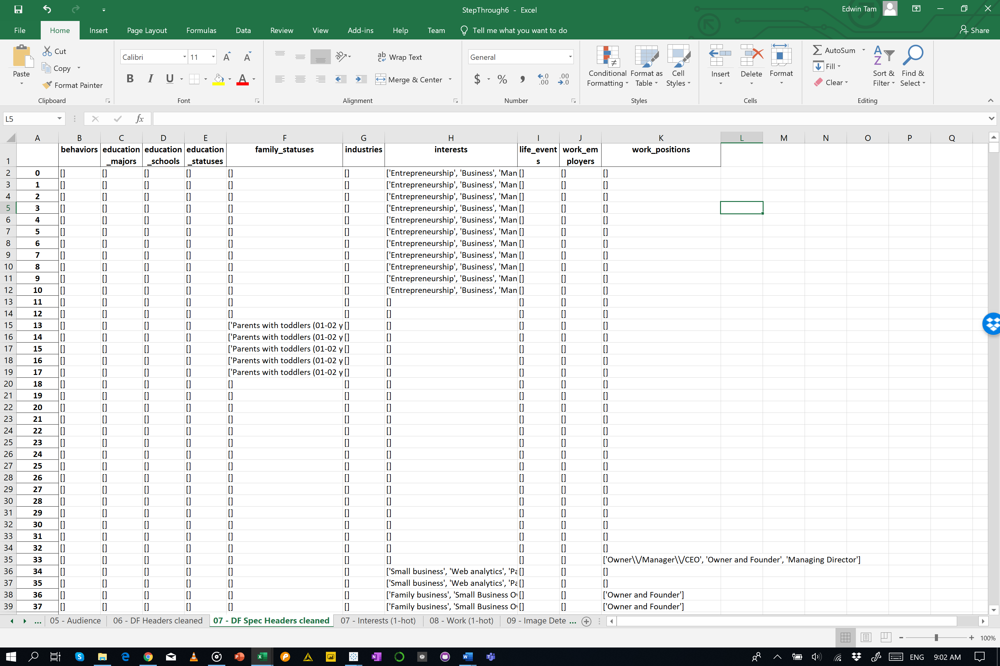 StepThrough6 - Excel
Edwin Tam
File Home Insert Page Layout Formulas Data Review View Add-ins Help Team Tell me what you want to do Share
Paste
Cut
Copy
Format Painter
Clipboard
Calibri 11
B I U
Font
Wrap Text
Merge & Center
Alignment
General
$ % ,
Number
Conditional Formatting
Format as Table
Cell Styles
Styles
Insert
Delete
Format
Cells
AutoSum
Fill
Clear
Sort & Filter
Find & Select
Editing
L5
fx
A B C D E F G H I J K L M N O P Q
1 behaviors education_majors education_schools education_statuses family_statuses industries interests life_events work_employers work_positions
2 0 [] [] [] [] [] [] ['Entrepreneurship', 'Business', 'Man [] [] []
3 1 [] [] [] [] [] [] ['Entrepreneurship', 'Business', 'Man [] [] []
4 2 [] [] [] [] [] [] ['Entrepreneurship', 'Business', 'Man [] [] []
5 3 [] [] [] [] [] [] ['Entrepreneurship', 'Business', 'Man [] [] []
6 4 [] [] [] [] [] [] ['Entrepreneurship', 'Business', 'Man [] [] []
7 5 [] [] [] [] [] [] ['Entrepreneurship', 'Business', 'Man [] [] []
8 6 [] [] [] [] [] [] ['Entrepreneurship', 'Business', 'Man [] [] []
9 7 [] [] [] [] [] [] ['Entrepreneurship', 'Business', 'Man [] [] []
10 8 [] [] [] [] [] [] ['Entrepreneurship', 'Business', 'Man [] [] []
11 9 [] [] [] [] [] [] ['Entrepreneurship', 'Business', 'Man [] [] []
12 10 [] [] [] [] [] [] ['Entrepreneurship', 'Business', 'Man [] [] []
13 11 [] [] [] [] [] [] [] [] [] []
14 12 [] [] [] [] [] [] [] [] [] []
15 13 [] [] [] [] ['Parents with toddlers (01-02 y [] [] [] [] []
16 14 [] [] [] [] ['Parents with toddlers (01-02 y [] [] [] [] []
17 15 [] [] [] [] ['Parents with toddlers (01-02 y [] [] [] [] []
18 16 [] [] [] [] ['Parents with toddlers (01-02 y [] [] [] [] []
19 17 [] [] [] [] ['Parents with toddlers (01-02 y [] [] [] [] []
20 18 [] [] [] [] [] [] [] [] [] []
21 19 [] [] [] [] [] [] [] [] [] []
22 20 [] [] [] [] [] [] [] [] [] []
23 21 [] [] [] [] [] [] [] [] [] []
24 22 [] [] [] [] [] [] [] [] [] []
25 23 [] [] [] [] [] [] [] [] [] []
26 24 [] [] [] [] [] [] [] [] [] []
27 25 [] [] [] [] [] [] [] [] [] []
28 26 [] [] [] [] [] [] [] [] [] []
29 27 [] [] [] [] [] [] [] [] [] []
30 28 [] [] [] [] [] [] [] [] [] []
31 29 [] [] [] [] [] [] [] [] [] []
32 30 [] [] [] [] [] [] [] [] [] []
33 31 [] [] [] [] [] [] [] [] [] []
34 32 [] [] [] [] [] [] [] [] [] []
35 33 [] [] [] [] [] [] [] [] [] ['Owner\\/Manager\\/CEO', 'Owner and Founder', 'Managing Director']
36 34 [] [] [] [] [] [] ['Small business', 'Web analytics', 'Pa [] [] []
37 35 [] [] [] [] [] [] ['Small business', 'Web analytics', 'Pa [] [] []
38 36 [] [] [] [] [] [] ['Family business', 'Small Business Ov [] [] ['Owner and Founder']
39 37 [] [] [] [] [] [] ['Family business', 'Small Business Ov [] [] ['Owner and Founder']
... 05 - Audience 06 - DF Headers cleaned 07 - DF Spec Headers cleaned 07 - Interests (1-hot) 08 - Work (1-hot) 09 - Image Dete ...
100%
ENG 9:02 AM